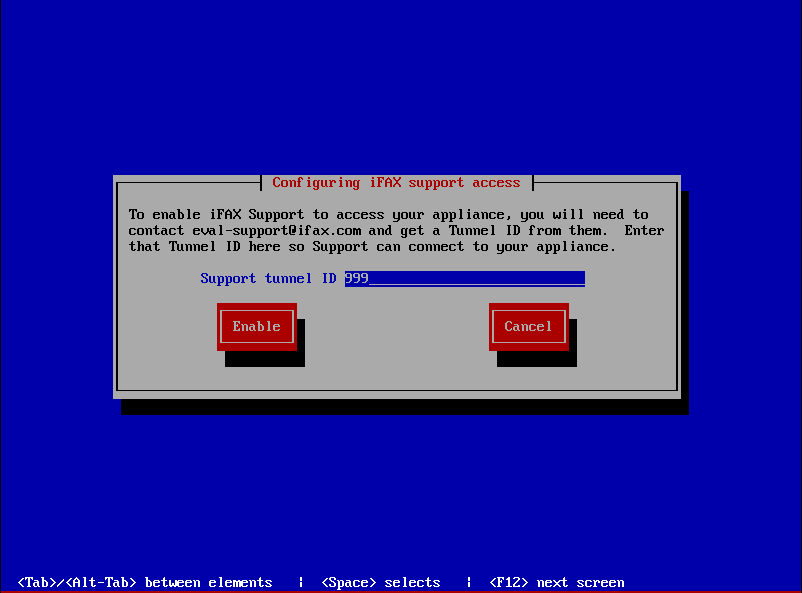 Configuring iFAX support access
To enable iFAX Support to access your appliance, you will need to
contact eval-support@ifax.com and get a Tunnel ID from them.  Enter
that Tunnel ID here so Support can connect to your appliance.
Support tunnel ID 999_____________________________
Enable Cancel
<Tab>/<Alt-Tab> between elements   |  <Space> selects   |  <F12> next screen